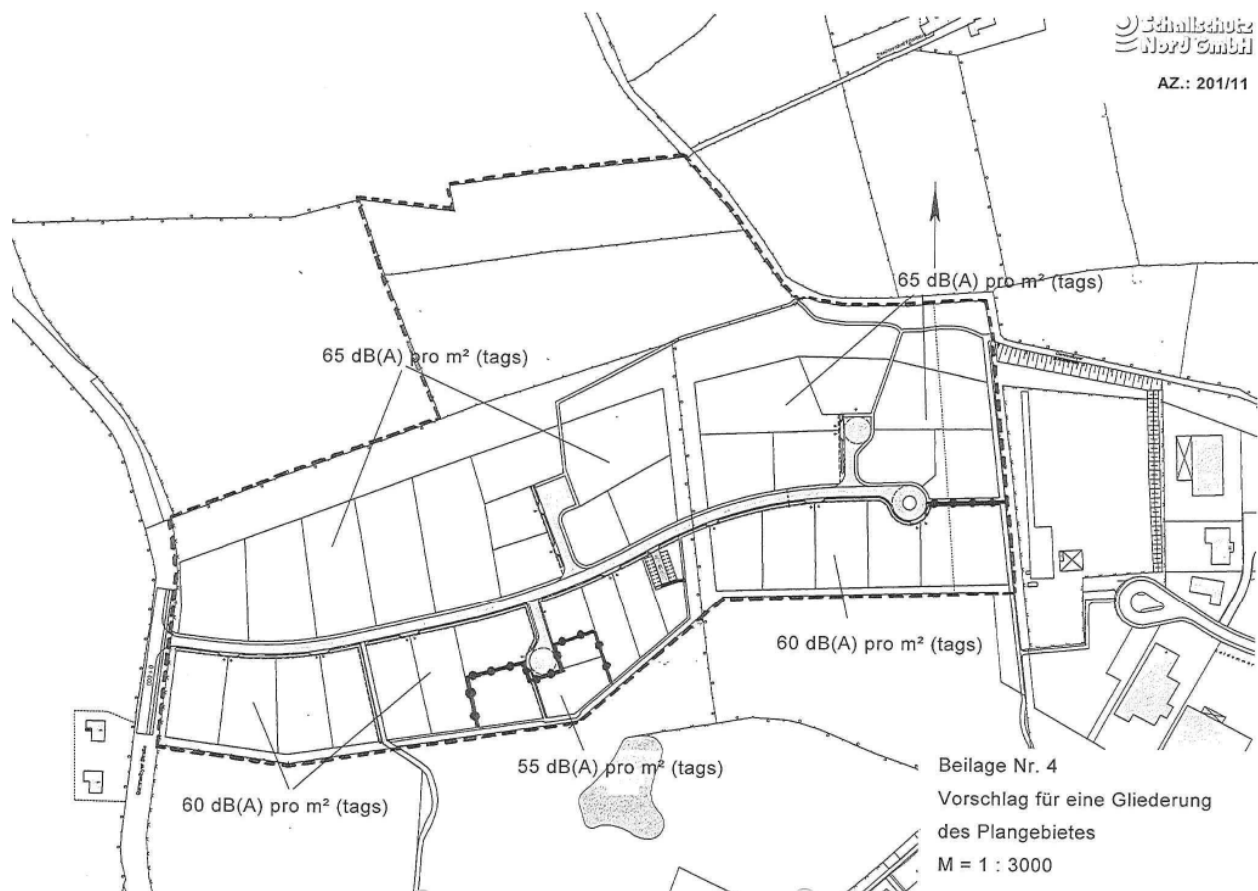 Schallschutz
Nord GmbH
AZ.: 201/11
65 dB(A) pro m² (tags)
65 dB(A) pro m² (tags)
60 dB(A) pro m² (tags)
55 dB(A) pro m² (tags)
60 dB(A) pro m² (tags)
Beilage Nr. 4
Vorschlag für eine Gliederung
des Plangebietes
M = 1 : 3000